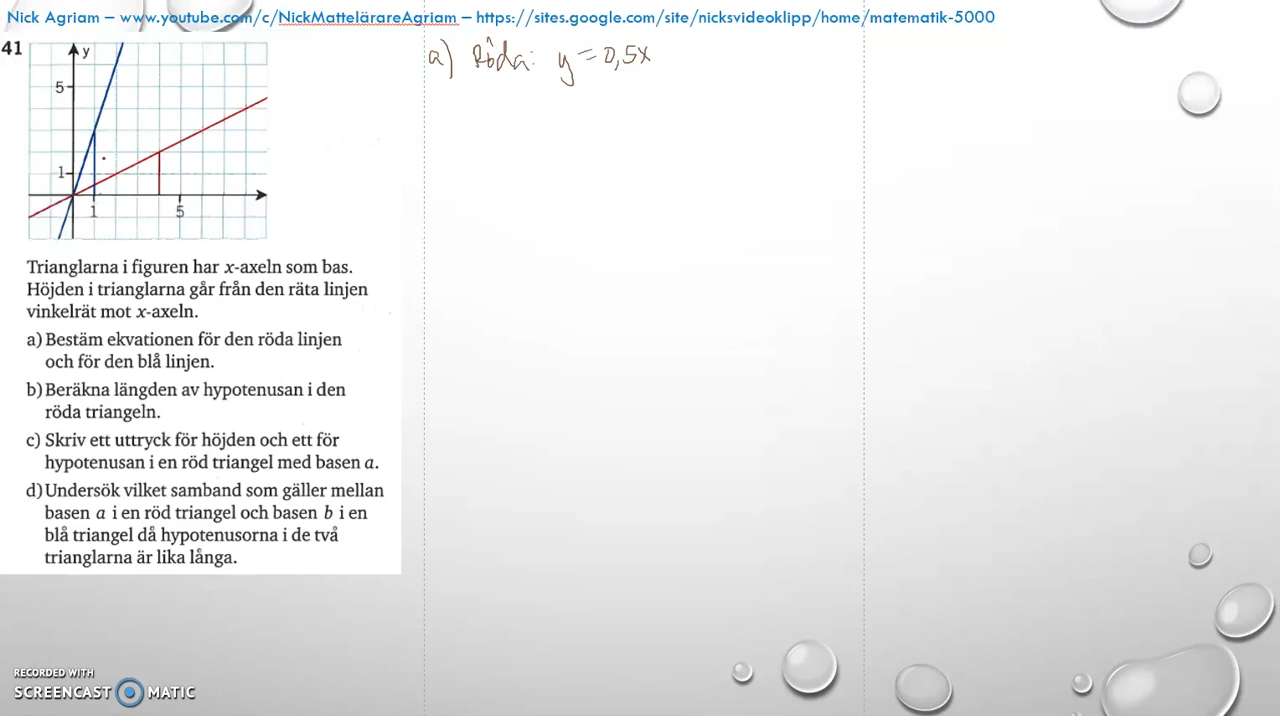 Nick Agriam – www.youtube.com/c/NickMattelärareAgriam – https://sites.google.com/site/nicksvideoklipp/home/matematik-5000
41
y
5
1
1
5
a) Röda: y = 0,5x
Trianglarna i figuren har x-axeln som bas.
Höjden i trianglarna går från den räta linjen
vinkelrät mot x-axeln.
a) Bestäm ekvationen för den röda linjen
och för den blå linjen.
b) Beräkna längden av hypotenusan i den
röda triangeln.
c) Skriv ett uttryck för höjden och ett för
hypotenusan i en röd triangel med basen a.
d) Undersök vilket samband som gäller mellan
basen a i en röd triangel och basen b i en
blå triangel då hypotenusorna i de två
trianglarna är lika långa.
RECORDED WITH
SCREENCAST MATIC